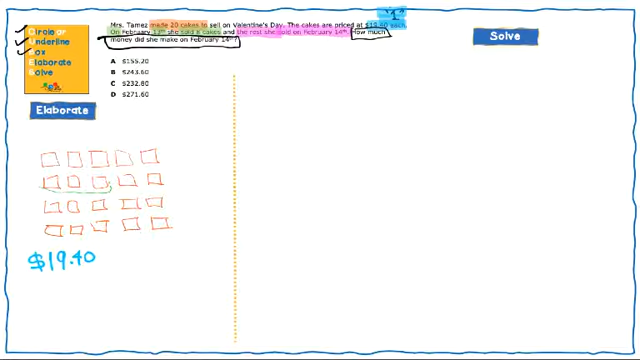 "1"
Circle or
Underline
Box
Elaborate
Solve
Mrs. Tamez made 20 cakes to sell on Valentine's Day. The cakes are priced at $19.40 each.
On February 13th she sold 8 cakes and the rest she sold on February 14th. How much
money did she make on February 14th?
A $155.20
B $243.60
C $232.80
D $271.60
Solve
Elaborate
$19.40